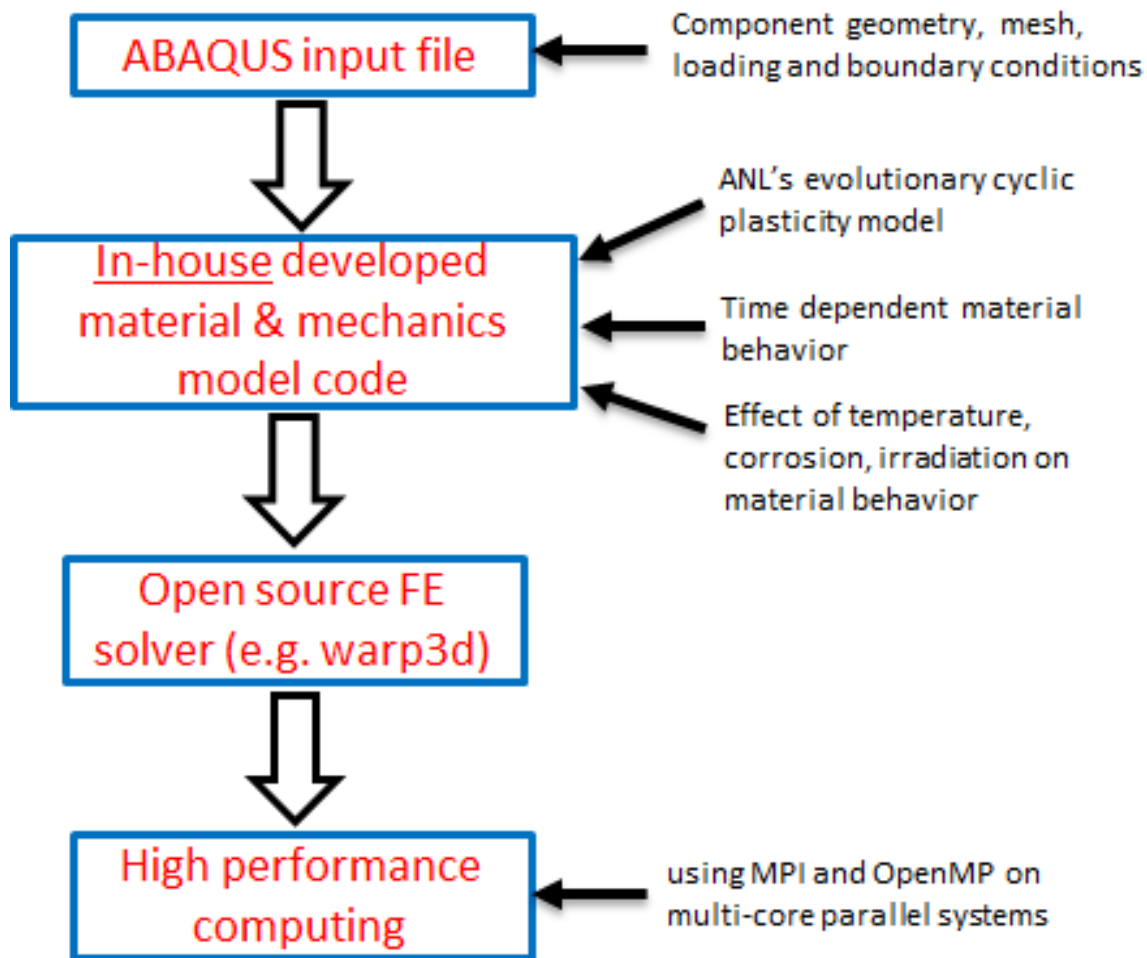 ABAQUS input file
Component geometry, mesh,
loading and boundary conditions
In-house developed
material & mechanics
model code
ANL's evolutionary cyclic
plasticity model
Time dependent material
behavior
Effect of temperature,
corrosion, irradiation on
material behavior
Open source FE
solver (e.g. warp3d)
High performance
computing
using MPI and OpenMP on
multi-core parallel systems